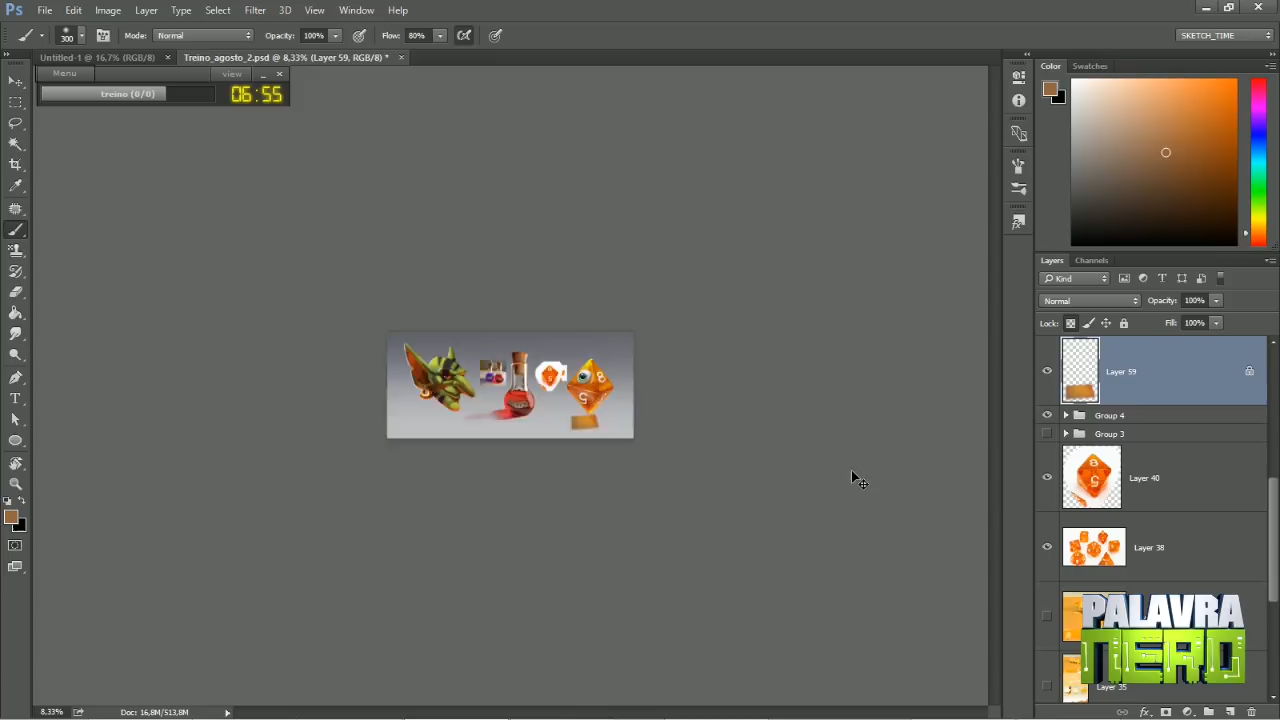 Ps File Edit Image Layer Type Select Filter 3D View Window Help
300 Mode: Normal Opacity: 100% Flow: 80% SKETCH_TIME
Untitled-1 @ 16,7% (RGB/8) × Treino_agosto_2.psd @ 8,33% (Layer 59, RGB/8) * ×
Menu view
treino (0/0) 06:55
Color Swatches
Layers Channels
Kind
Normal Opacity: 100%
Lock: Fill: 100%
Layer 59
Group 4
Group 3
Layer 40
Layer 38
PALAVRA
NERD
Layer 35
8
5
8,33% Doc: 16,8M/513,8M